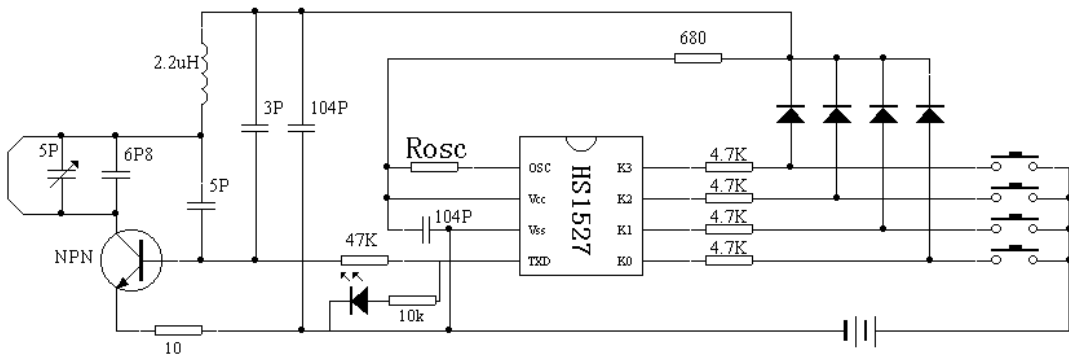 680
2.2uH
3P
104P
5P
6P8
5P
Rosc
OSC
Vcc
Vss
TXD
HS1527
K3
K2
K1
K0
4.7K
4.7K
4.7K
4.7K
104P
47K
NPN
10k
10